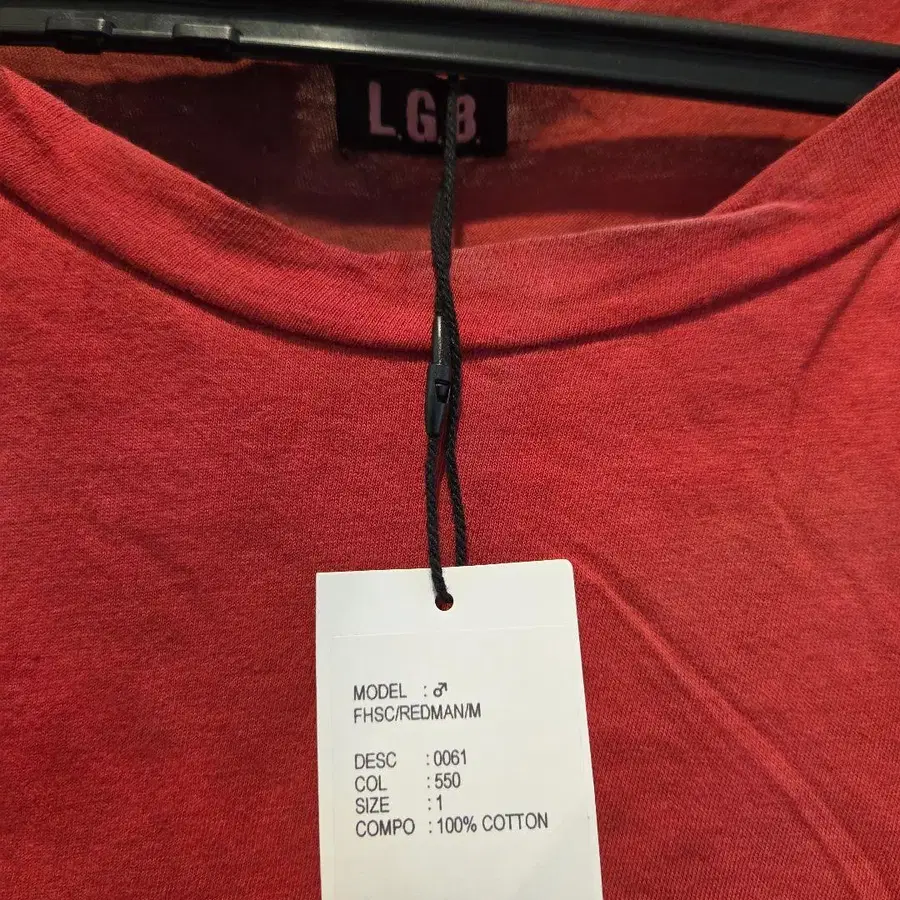 L.G.B.
MODEL : ♂
FHSC/REDMAN/M
DESC : 0061
COL : 550
SIZE : 1
COMPO : 100% COTTON